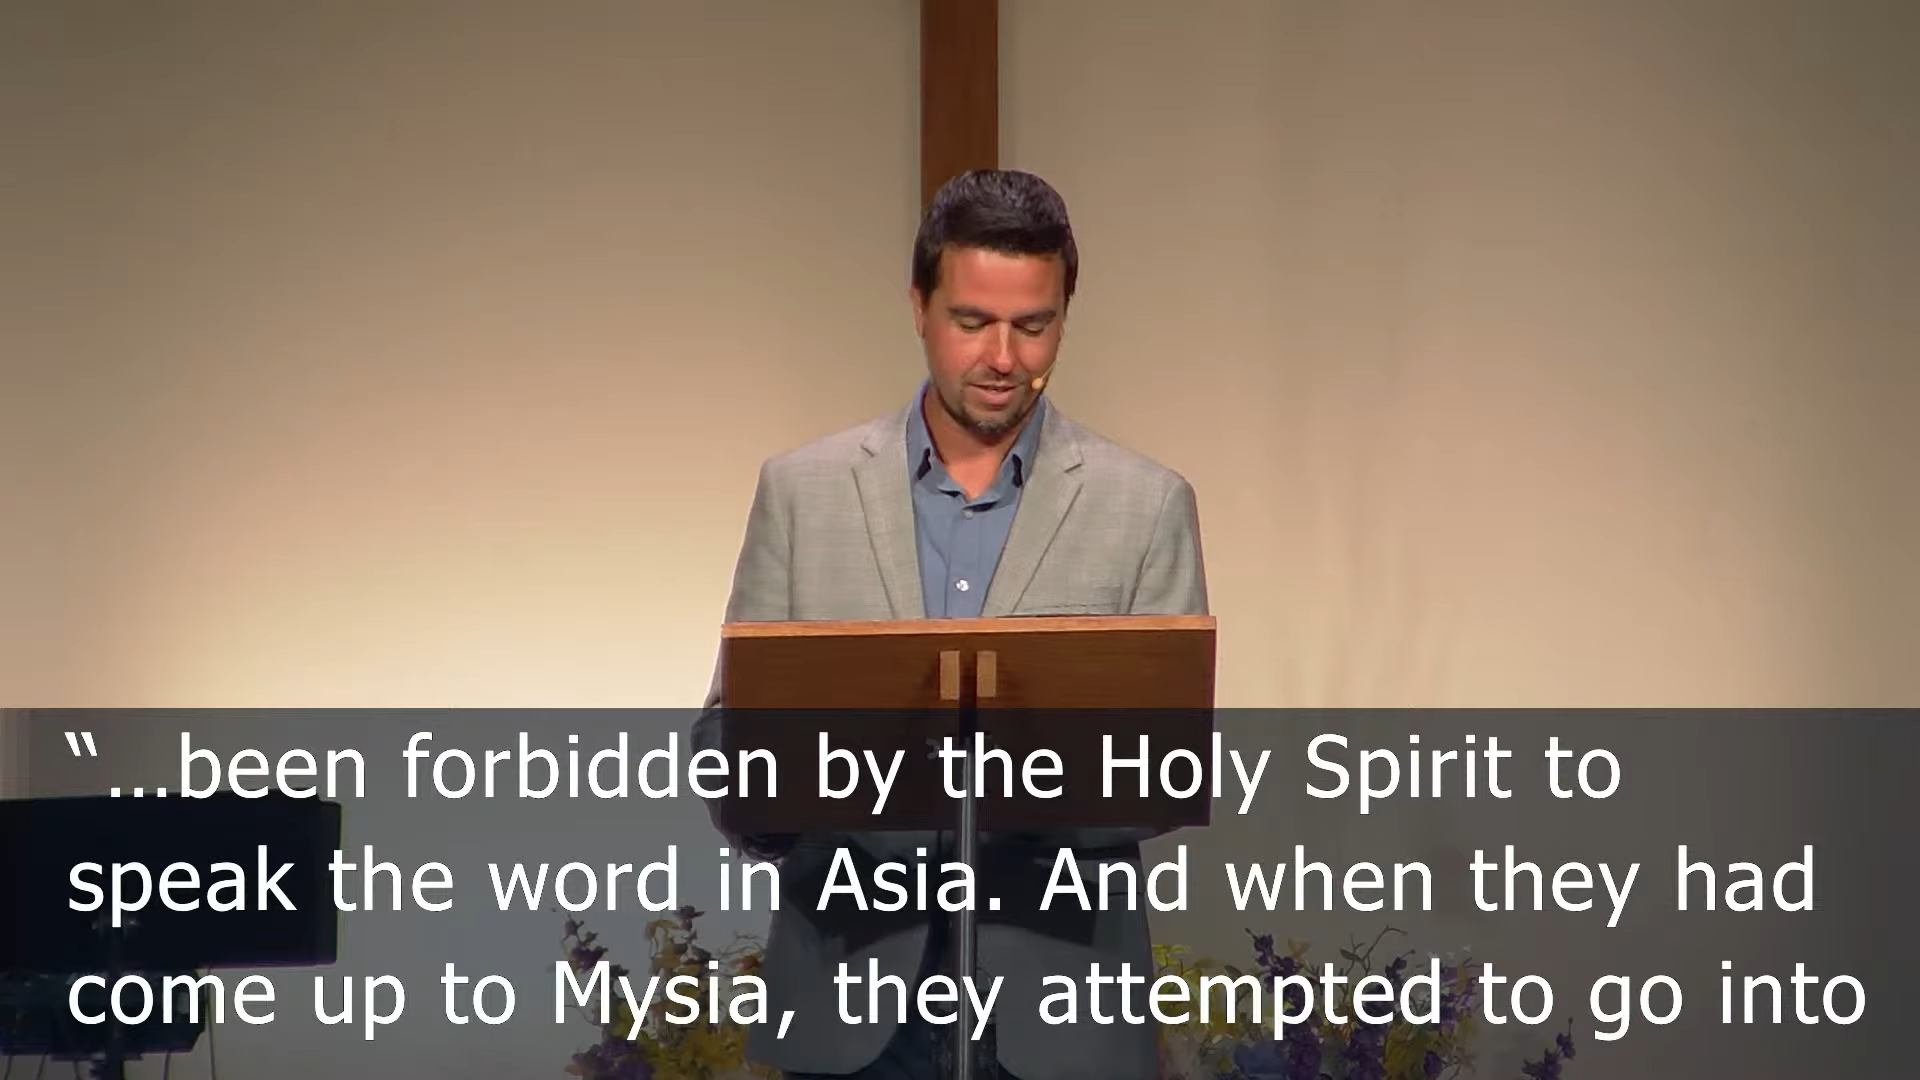 “…been forbidden by the Holy Spirit to
speak the word in Asia. And when they had
come up to Mysia, they attempted to go into